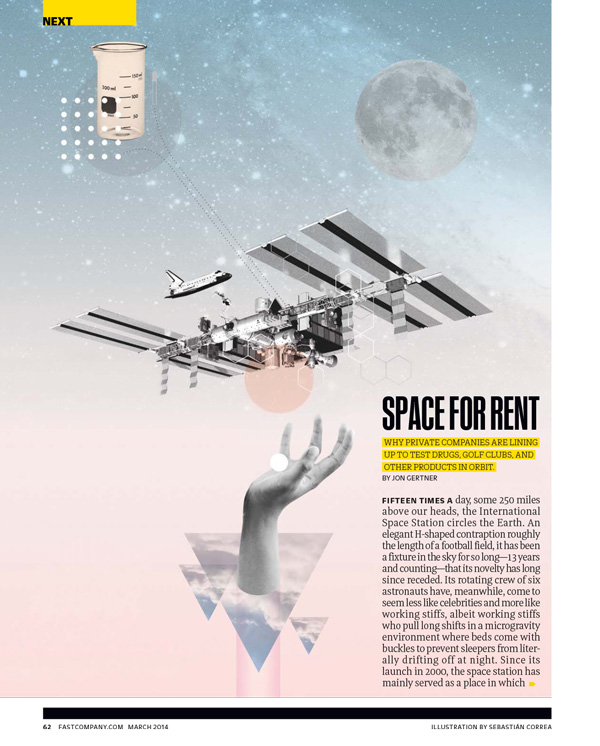 NEXT
150 ml
200 ml
100
50
SPACE FOR RENT
WHY PRIVATE COMPANIES ARE LINING
UP TO TEST DRUGS, GOLF CLUBS, AND
OTHER PRODUCTS IN ORBIT.
BY JON GERTNER
FIFTEEN TIMES A day, some 250 miles
above our heads, the International
Space Station circles the Earth. An
elegant H-shaped contraption roughly
the length of a football field, it has been
a fixture in the sky for so long—13 years
and counting—that its novelty has long
since receded. Its rotating crew of six
astronauts have, meanwhile, come to
seem less like celebrities and more like
working stiffs, albeit working stiffs
who pull long shifts in a microgravity
environment where beds come with
buckles to prevent sleepers from liter-
ally drifting off at night. Since its
launch in 2000, the space station has
mainly served as a place in which
62 FASTCOMPANY.COM MARCH 2014
ILLUSTRATION BY SEBASTIÁN CORREA